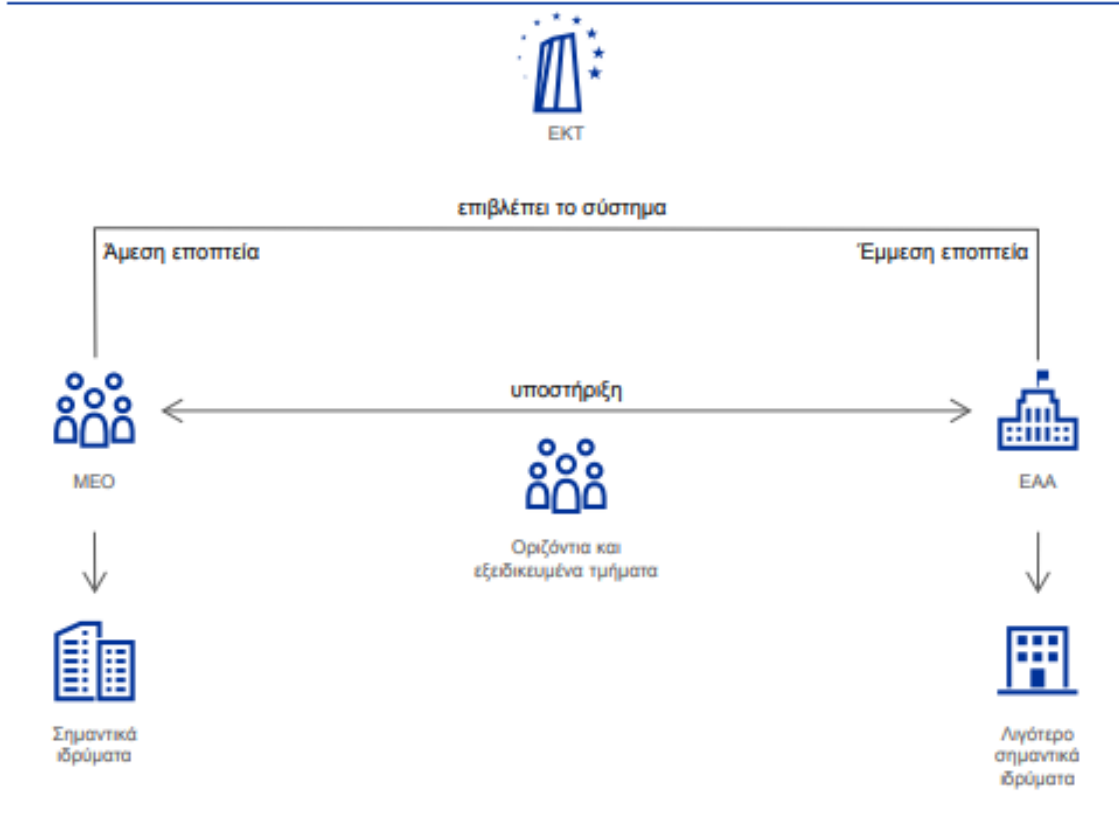 ΕΚΤ
επιβλέπει το σύστημα
Άμεση εποπτεία
Έμμεση εποπτεία
υποστήριξη
ΜΕΟ
ΕΑΑ
Οριζόντια και
εξειδικευμένα τμήματα
Σημαντικά
ιδρύματα
Λιγότερο
σημαντικά
ιδρύματα